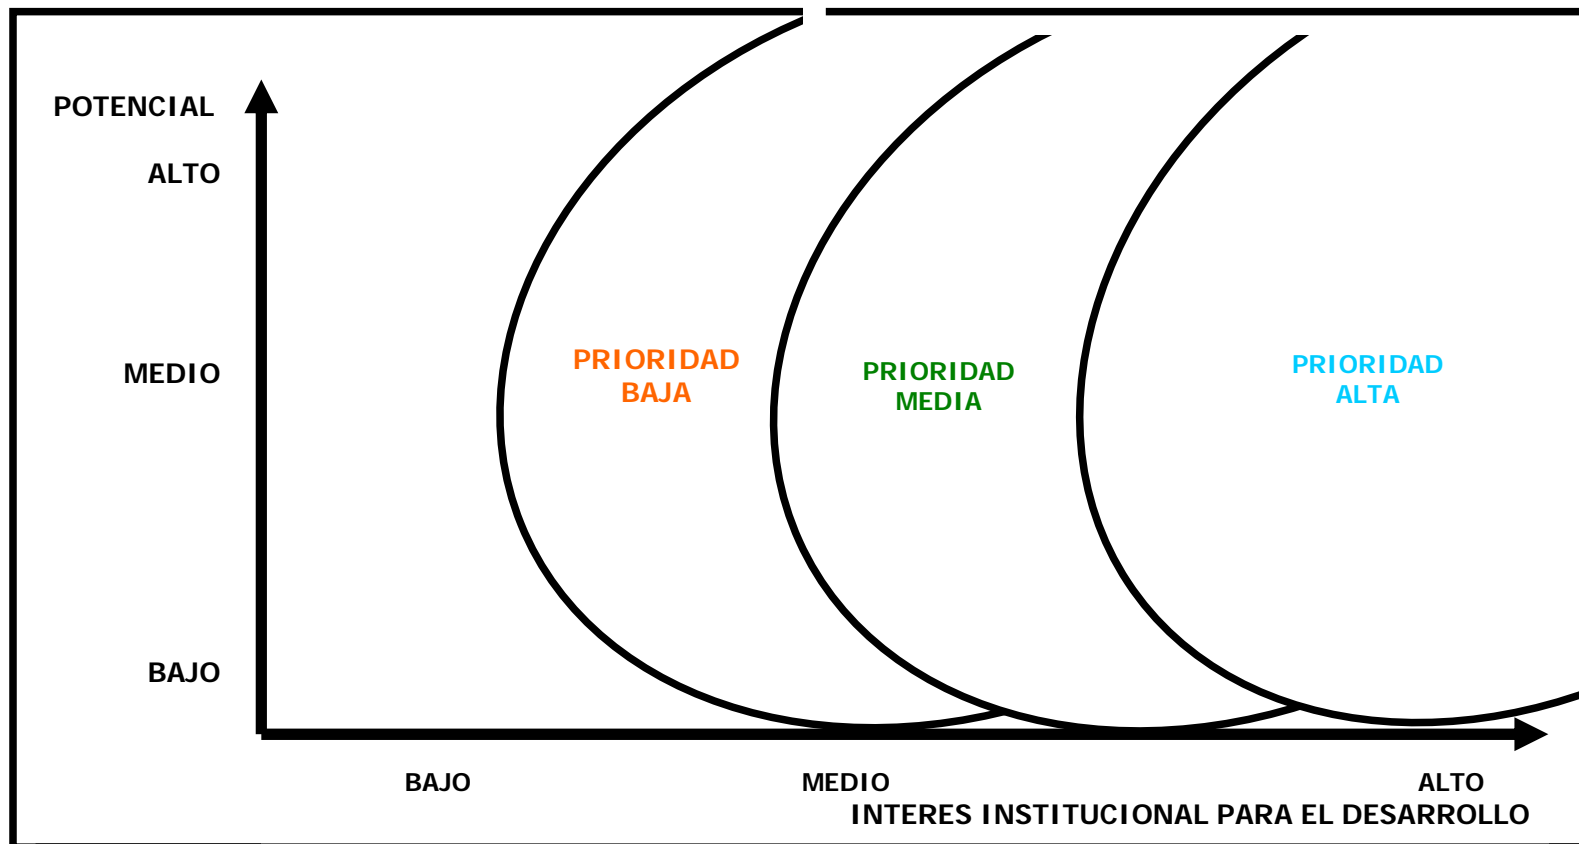 POTENCIAL
ALTO
MEDIO
BAJO
PRIORIDAD
BAJA
PRIORIDAD
MEDIA
PRIORIDAD
ALTA
BAJO
MEDIO
ALTO
INTERES INSTITUCIONAL PARA EL DESARROLLO